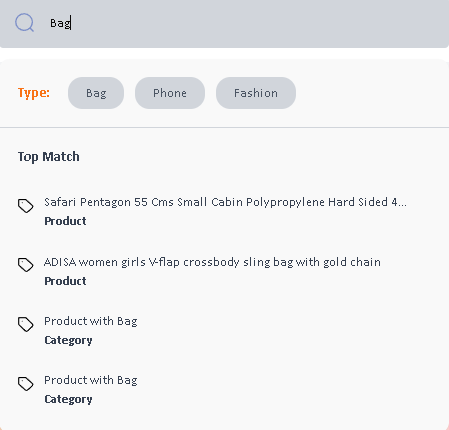 Bag
Type: Bag Phone Fashion
Top Match
Safari Pentagon 55 Cms Small Cabin Polypropylene Hard Sided 4...
Product
ADISA women girls V-flap crossbody sling bag with gold chain
Product
Product with Bag
Category
Product with Bag
Category